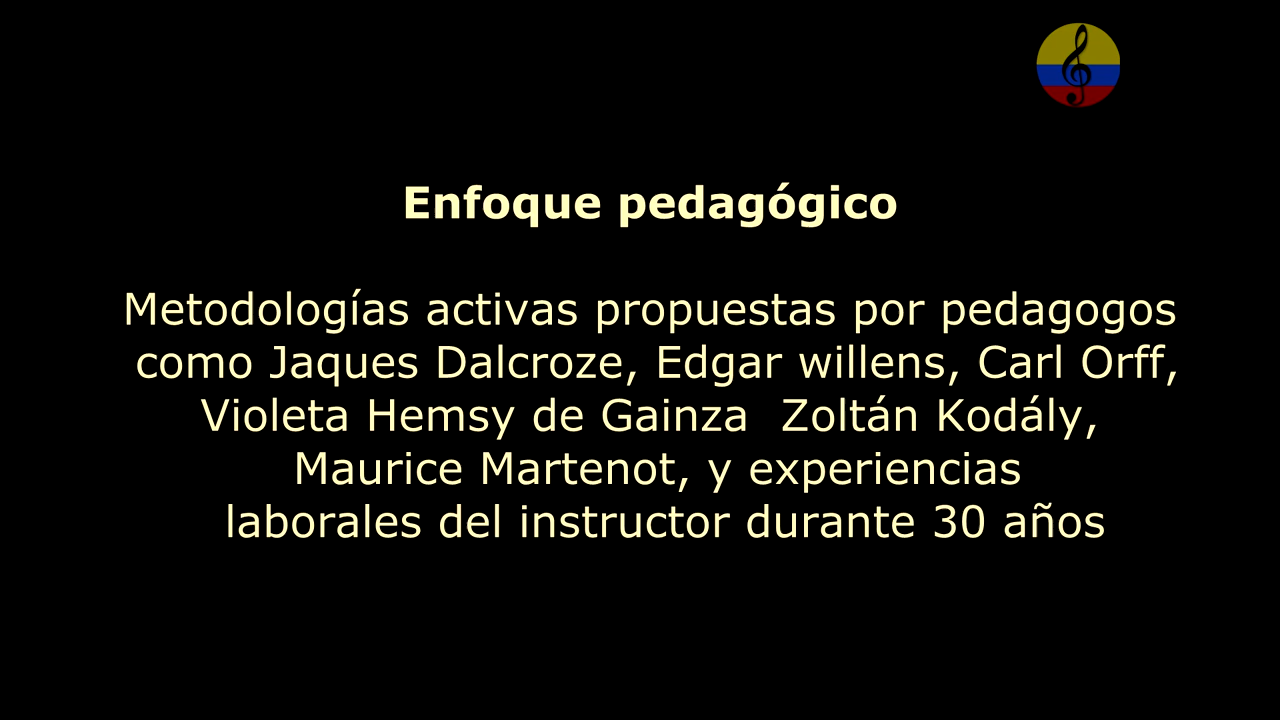 Enfoque pedagógico
Metodologías activas propuestas por pedagogos
como Jaques Dalcroze, Edgar willens, Carl Orff,
Violeta Hemsy de Gainza  Zoltán Kodály,
Maurice Martenot, y experiencias
laborales del instructor durante 30 años